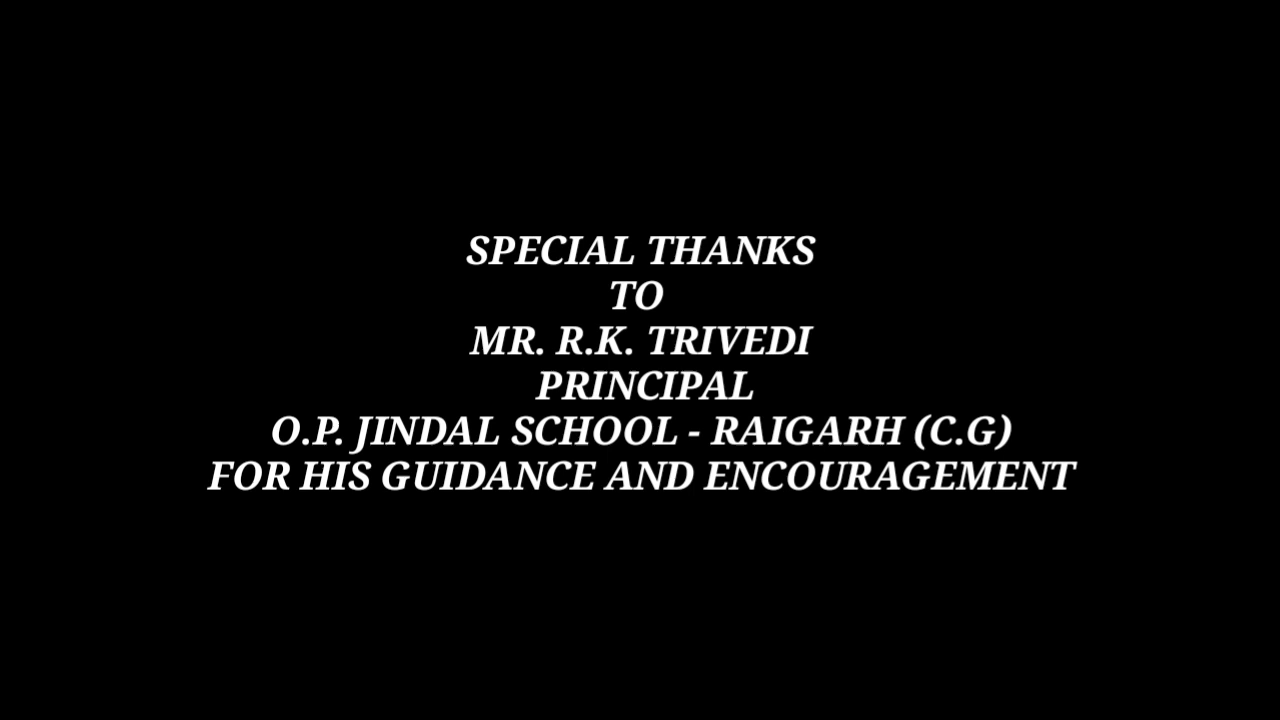 SPECIAL THANKS
TO
MR. R.K. TRIVEDI
PRINCIPAL
O.P. JINDAL SCHOOL - RAIGARH (C.G)
FOR HIS GUIDANCE AND ENCOURAGEMENT